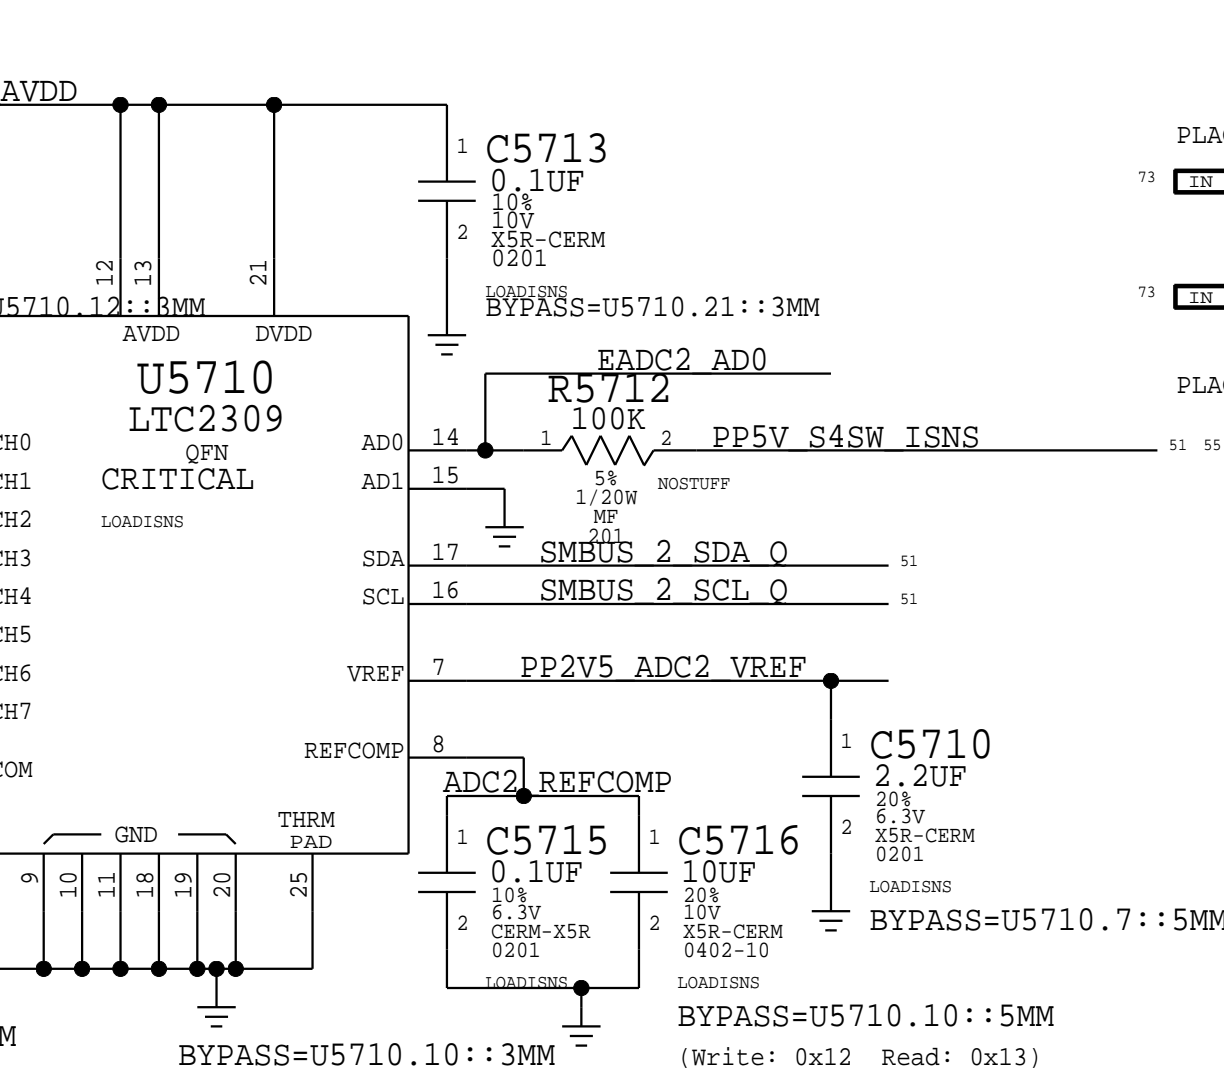 AVDD
PLAC
1
C5713
73
IN
0.1UF
10%
10V
2
X5R-CERM
0201
12
13
21
LOADISNS
73
IN
U5710.12::3MM
BYPASS=U5710.21::3MM
AVDD
DVDD
EADC2_AD0
U5710
R5712
PLAC
LTC2309
100K
CH0
QFN
AD0
14
1
2
PP5V_S4SW_ISNS
51 55
CH1
CRITICAL
AD1
15
5%
NOSTUFF
1/20W
CH2
LOADISNS
MF
201
CH3
SDA
17
SMBUS_2_SDA_Q
51
CH4
SCL
16
SMBUS_2_SCL_Q
51
CH5
CH6
VREF
7
PP2V5_ADC2_VREF
CH7
1
C5710
REFCOMP
8
2.2UF
COM
ADC2_REFCOMP
20%
6.3V
2
X5R-CERM
0201
THRM
PAD
GND
1
C5715
1
C5716
0.1UF
10UF
9
10
11
18
19
20
25
10%
20%
LOADISNS
6.3V
10V
2
CERM-X5R
2
X5R-CERM
BYPASS=U5710.7::5MM
0201
0402-10
LOADISNS
LOADISNS
BYPASS=U5710.10::5MM
M
BYPASS=U5710.10::3MM
(Write: 0x12 Read: 0x13)